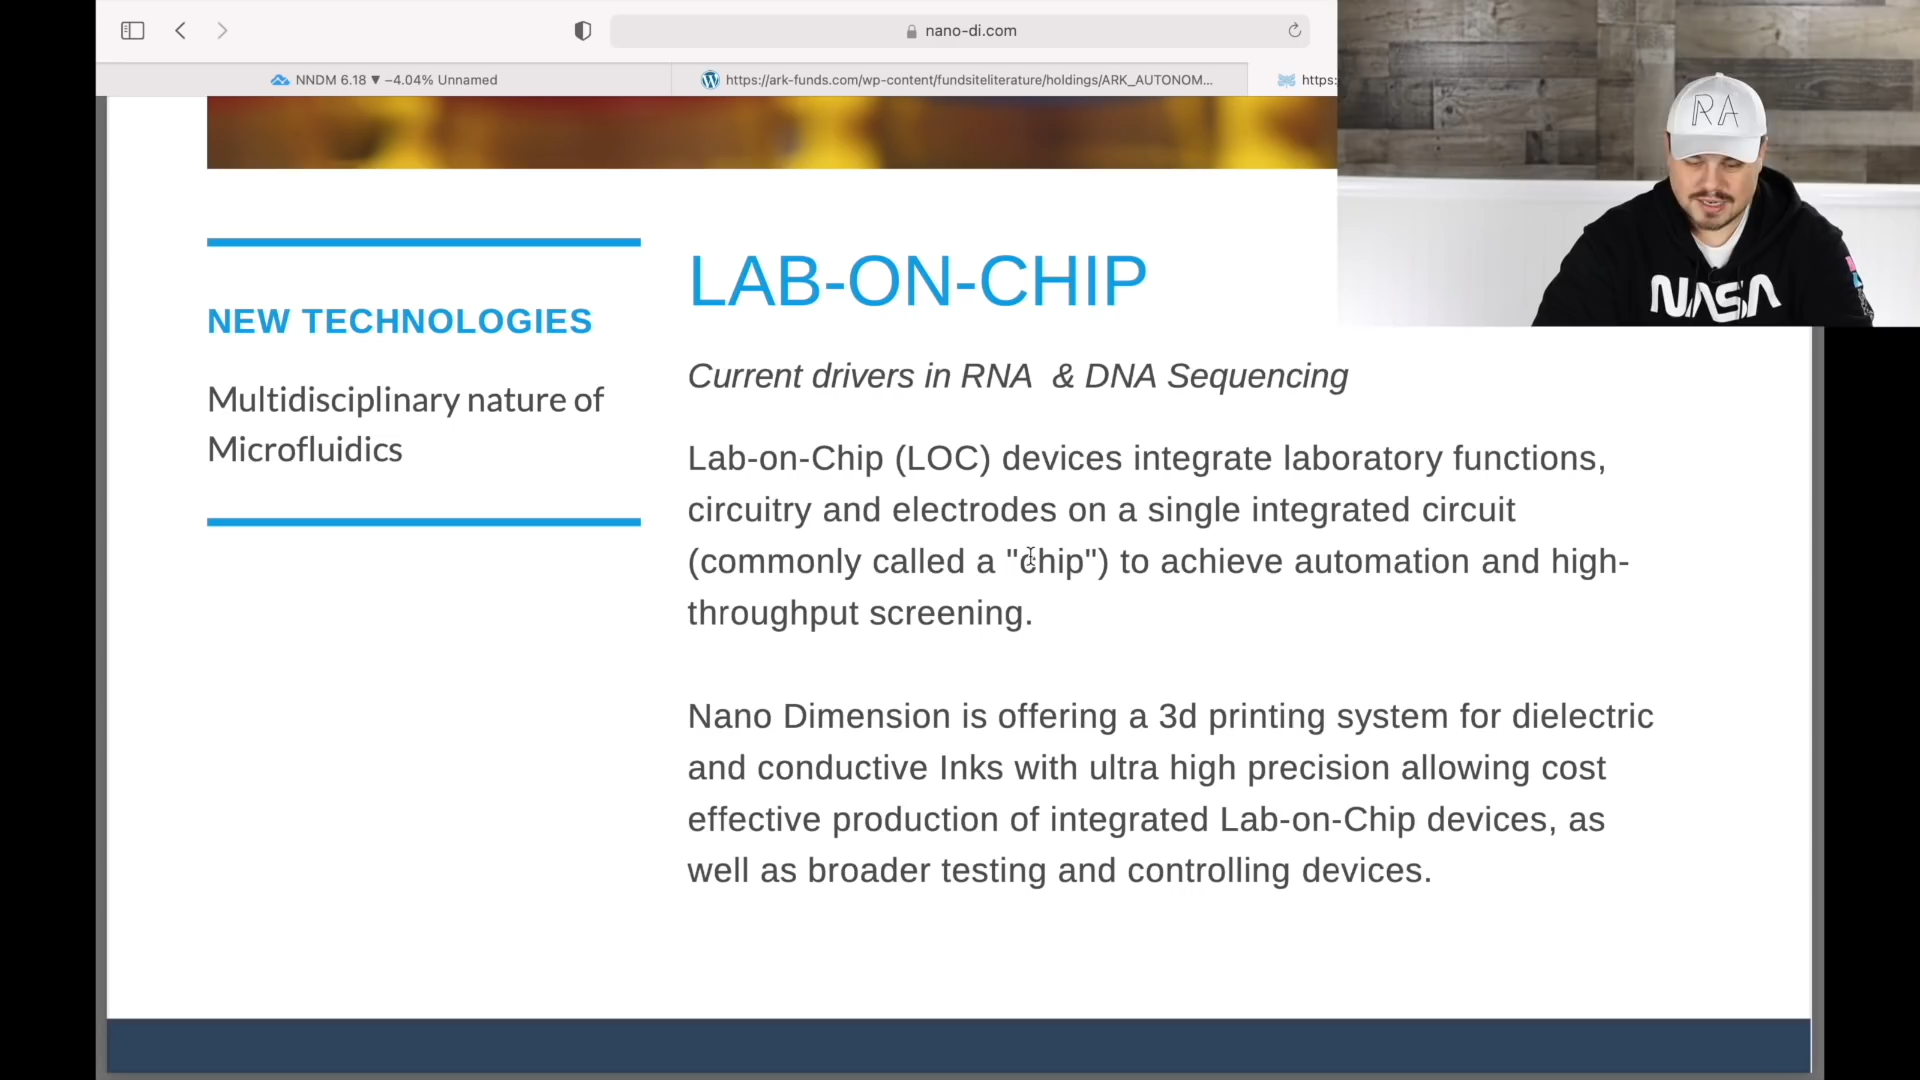 nano-di.com
NNDM 6.18 ▼ −4.04% Unnamed
https://ark-funds.com/wp-content/fundsiteliterature/holdings/ARK_AUTONOM...
https:
RA
NASA
NEW TECHNOLOGIES
Multidisciplinary nature of
Microfluidics
LAB-ON-CHIP
Current drivers in RNA & DNA Sequencing
Lab-on-Chip (LOC) devices integrate laboratory functions,
circuitry and electrodes on a single integrated circuit
(commonly called a "chip") to achieve automation and high-
throughput screening.
Nano Dimension is offering a 3d printing system for dielectric
and conductive Inks with ultra high precision allowing cost
effective production of integrated Lab-on-Chip devices, as
well as broader testing and controlling devices.